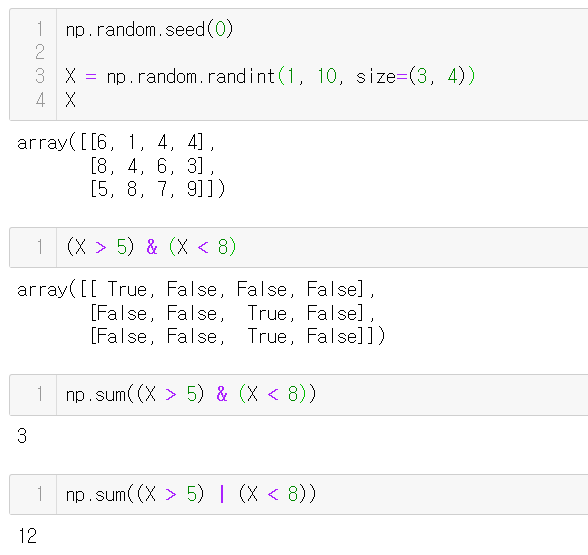 1 np.random.seed(0)
2
3 X = np.random.randint(1, 10, size=(3, 4))
4 X
array([[6, 1, 4, 4],
       [8, 4, 6, 3],
       [5, 8, 7, 9]])
1 (X > 5) & (X < 8)
array([[ True, False, False, False],
       [False, False,  True, False],
       [False, False,  True, False]])
1 np.sum((X > 5) & (X < 8))
3
1 np.sum((X > 5) | (X < 8))
12